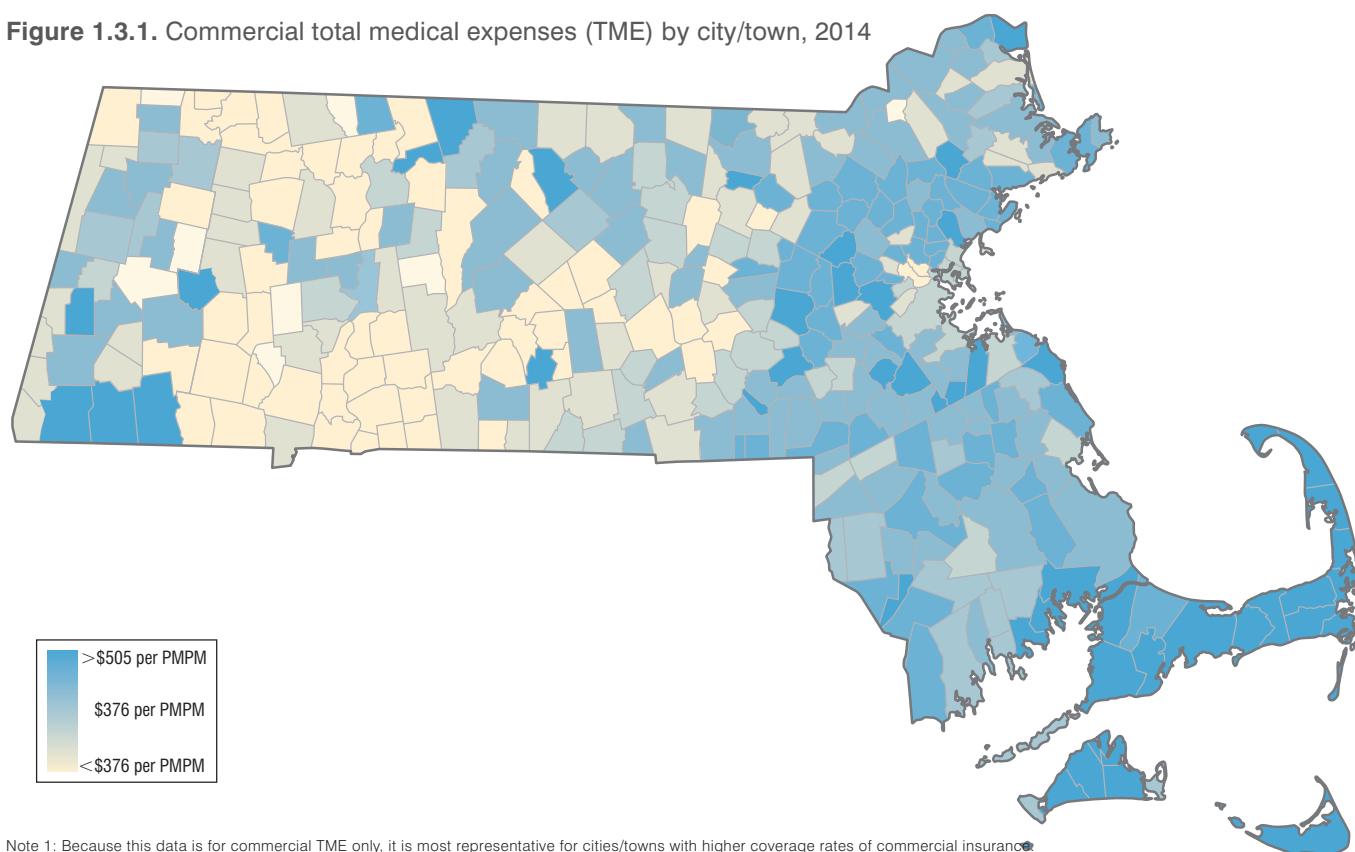 Figure 1.3.1. Commercial total medical expenses (TME) by city/town, 2014
>$505 per PMPM
$376 per PMPM
<$376 per PMPM
Note 1: Because this data is for commercial TME only, it is most representative for cities/towns with higher coverage rates of commercial insurance.